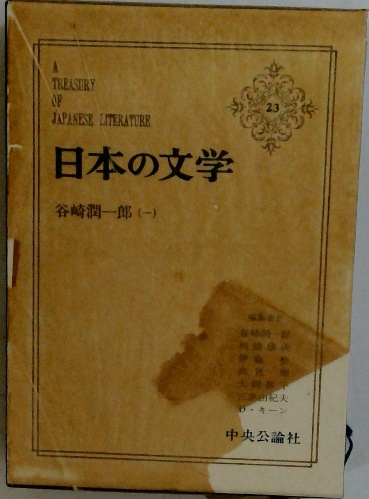 A
TREASURY
OF
JAPANESE LITERATURE
23
日本の文学
谷崎潤一郎(一)
編集委員
谷崎潤一郎
川端康成
伊藤 整
高見 順
大岡昇平
三島由紀夫
D・キーン
中央公論社